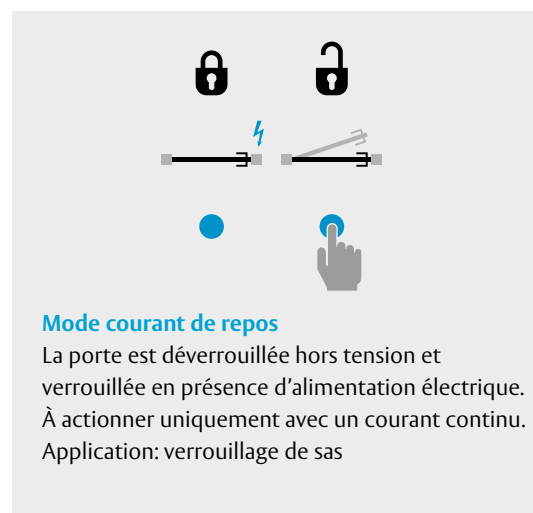 Mode courant de repos
La porte est déverrouillée hors tension et
verrouillée en présence d'alimentation électrique.
À actionner uniquement avec un courant continu.
Application: verrouillage de sas